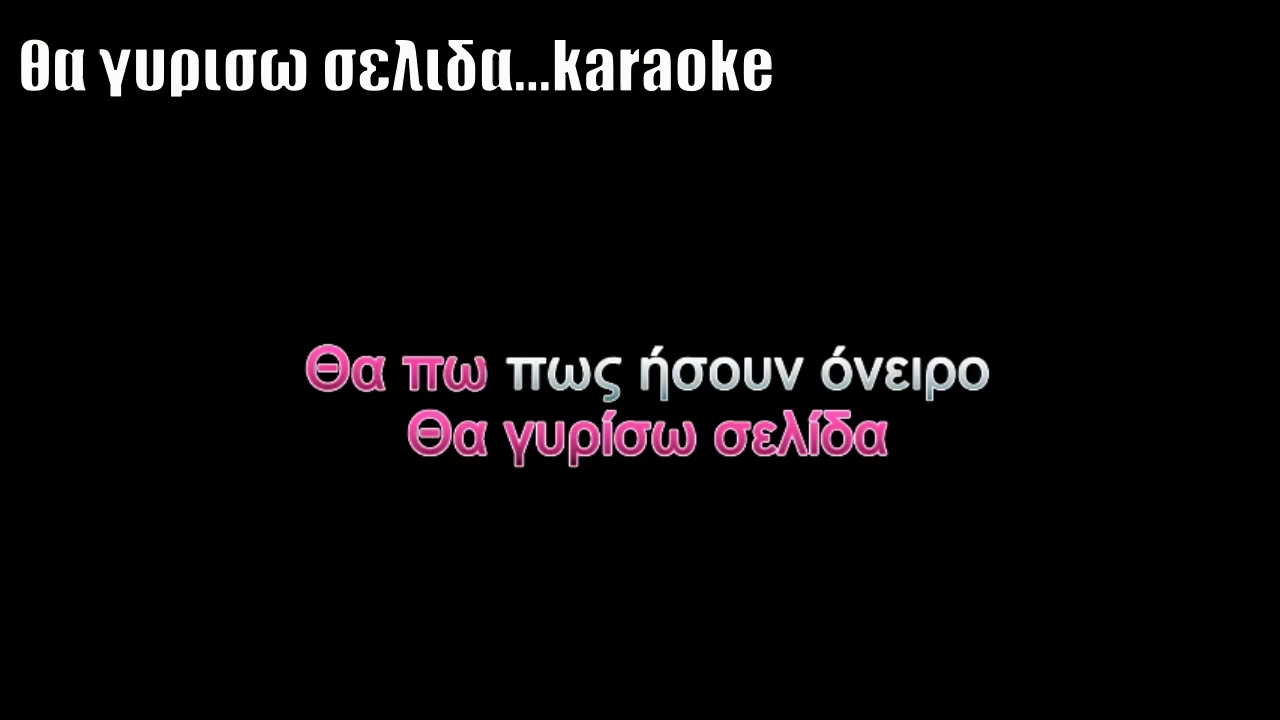 θα γυρισω σελιδα...karaoke
Θα πω πως ήσουν όνειρο
Θα γυρίσω σελίδα